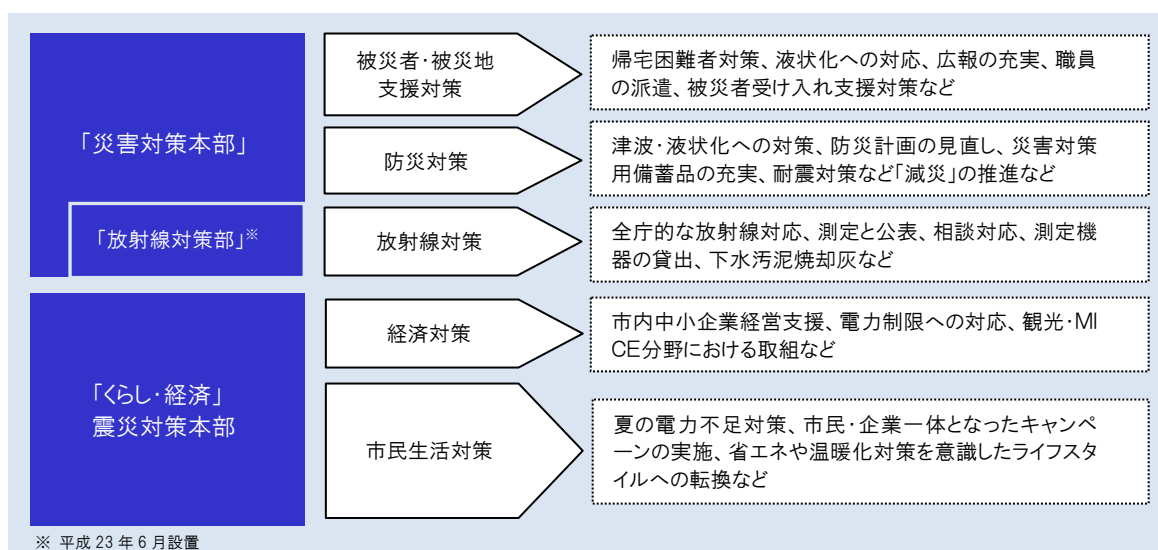 「災害対策本部」
被災者・被災地
支援対策
帰宅困難者対策、液状化への対応、広報の充実、職員
の派遣、被災者受け入れ支援対策など
防災対策
津波・液状化への対策、防災計画の見直し、災害対策
用備蓄品の充実、耐震対策など「減災」の推進など
「放射線対策部」※
放射線対策
全庁的な放射線対応、測定と公表、相談対応、測定機
器の貸出、下水汚泥焼却灰など
「くらし・経済」
震災対策本部
経済対策
市内中小企業経営支援、電力制限への対応、観光・MI
CE分野における取組など
市民生活対策
夏の電力不足対策、市民・企業一体となったキャンペ
ーンの実施、省エネや温暖化対策を意識したライフスタ
イルへの転換など
※ 平成 23 年 6 月設置